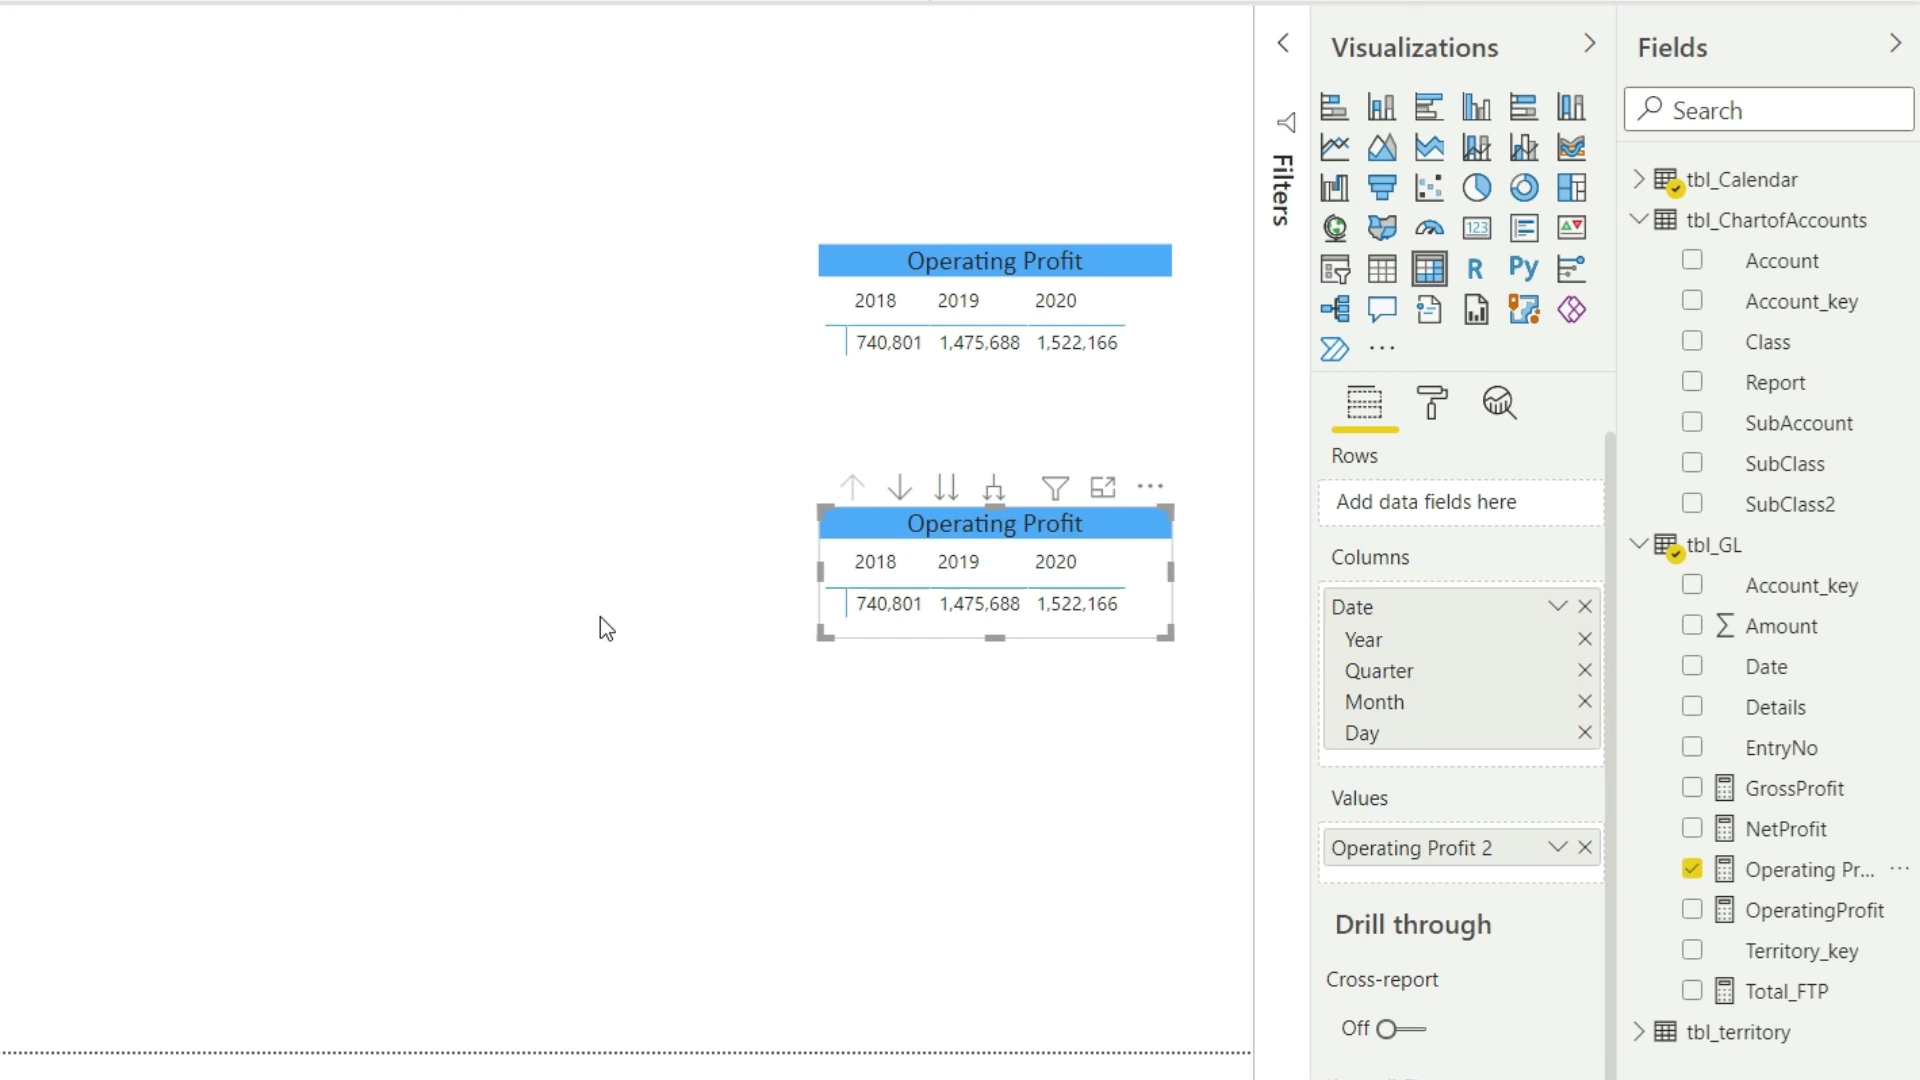 Operating Profit
2018 2019 2020
740,801 1,475,688 1,522,166
Operating Profit
2018 2019 2020
740,801 1,475,688 1,522,166
Filters
Visualizations
123
R
Py
Rows
Add data fields here
Columns
Date
Year
Quarter
Month
Day
Values
Operating Profit 2
Drill through
Cross-report
Off
Fields
Search
tbl_Calendar
tbl_ChartofAccounts
Account
Account_key
Class
Report
SubAccount
SubClass
SubClass2
tbl_GL
Account_key
Amount
Date
Details
EntryNo
GrossProfit
NetProfit
Operating Pr...
OperatingProfit
Territory_key
Total_FTP
tbl_territory